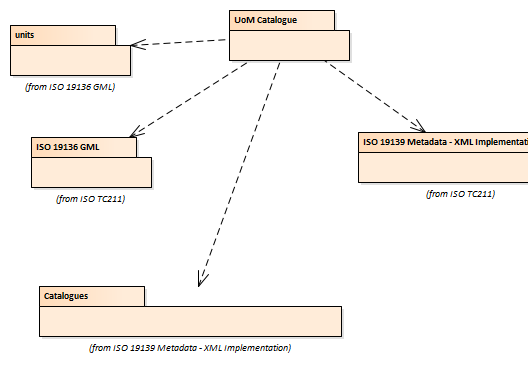 UoM Catalogue
units
(from ISO 19136 GML)
ISO 19136 GML
(from ISO TC211)
ISO 19139 Metadata - XML Implementati
(from ISO TC211)
Catalogues
(from ISO 19139 Metadata - XML Implementation)